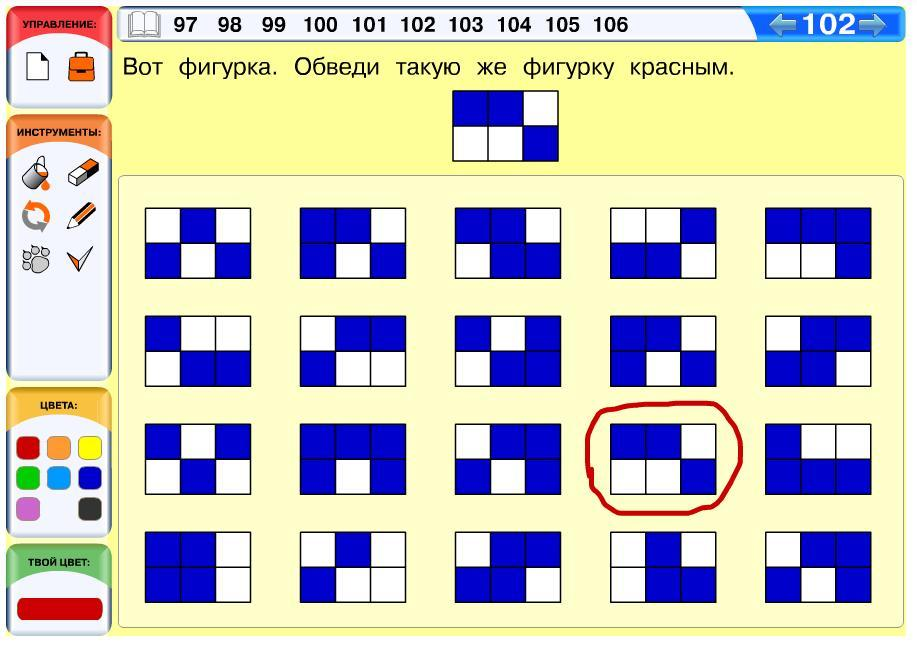 УПРАВЛЕНИЕ:
97 98 99 100 101 102 103 104 105 106
102
Вот фигурка. Обведи такую же фигурку красным.
ИНСТРУМЕНТЫ:
ЦВЕТА:
ТВОЙ ЦВЕТ: